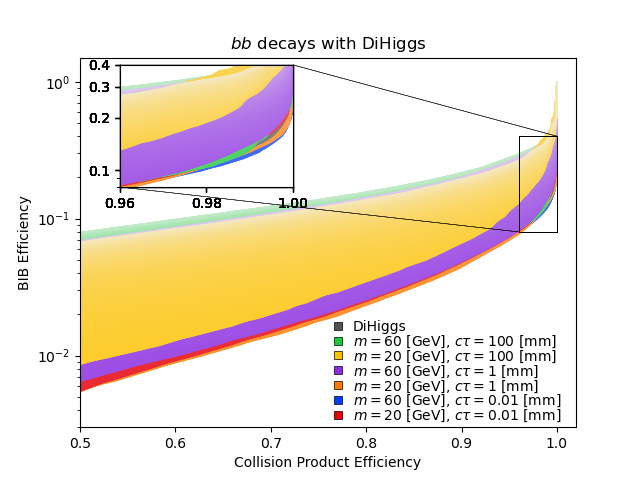 bb decays with DiHiggs
0.4
0.3
0.2
0.1
0.96
0.98
1.00
10⁰
10⁻¹
10⁻²
BIB Efficiency
DiHiggs
m = 60 [GeV], cτ = 100 [mm]
m = 20 [GeV], cτ = 100 [mm]
m = 60 [GeV], cτ = 1 [mm]
m = 20 [GeV], cτ = 1 [mm]
m = 60 [GeV], cτ = 0.01 [mm]
m = 20 [GeV], cτ = 0.01 [mm]
0.5 0.6 0.7 0.8 0.9 1.0
Collision Product Efficiency